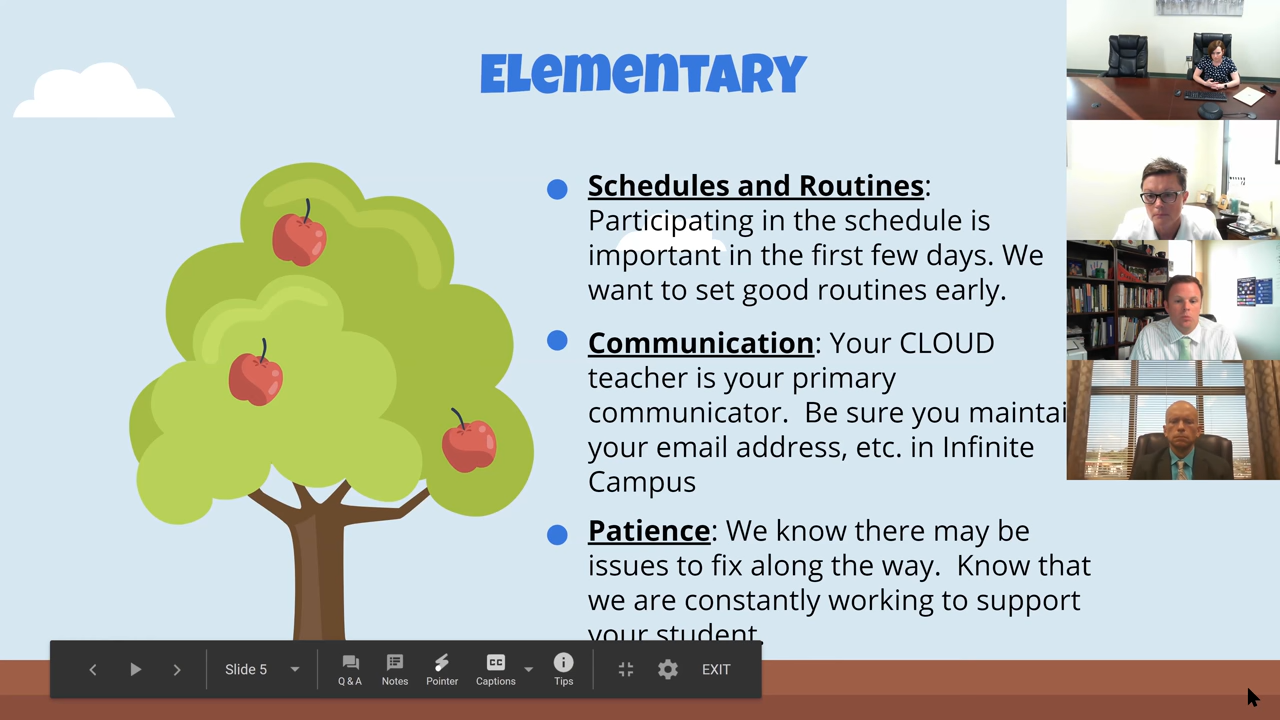 Elementary
Schedules and Routines:
Participating in the schedule is
important in the first few days. We
want to set good routines early.
Communication: Your CLOUD
teacher is your primary
communicator. Be sure you maintai
your email address, etc. in Infinite
Campus
Patience: We know there may be
issues to fix along the way. Know that
we are constantly working to support
your student.
Slide 5
Q & A
Notes
Pointer
CC
Captions
Tips
EXIT